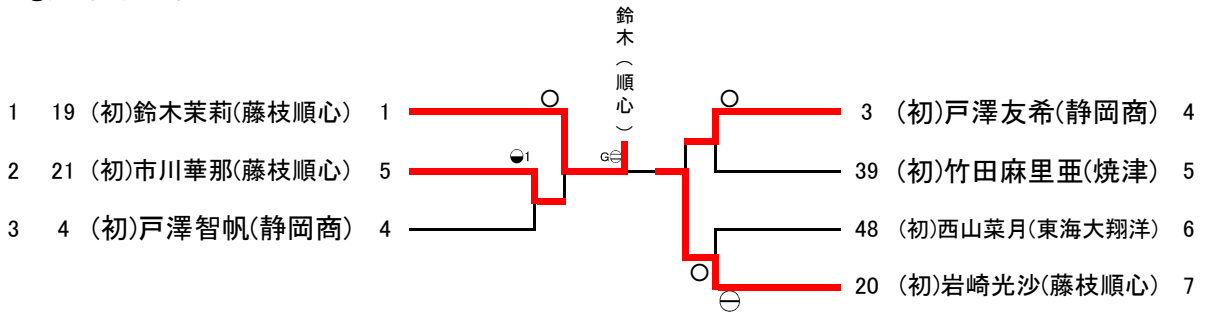 鈴木（順心）
1 19 (初)鈴木茉莉(藤枝順心) 1
2 21 (初)市川華那(藤枝順心) 5
3 4 (初)戸澤智帆(静岡商) 4
1
G
3 (初)戸澤友希(静岡商) 4
39 (初)竹田麻里亜(焼津) 5
48 (初)西山菜月(東海大翔洋) 6
20 (初)岩崎光沙(藤枝順心) 7